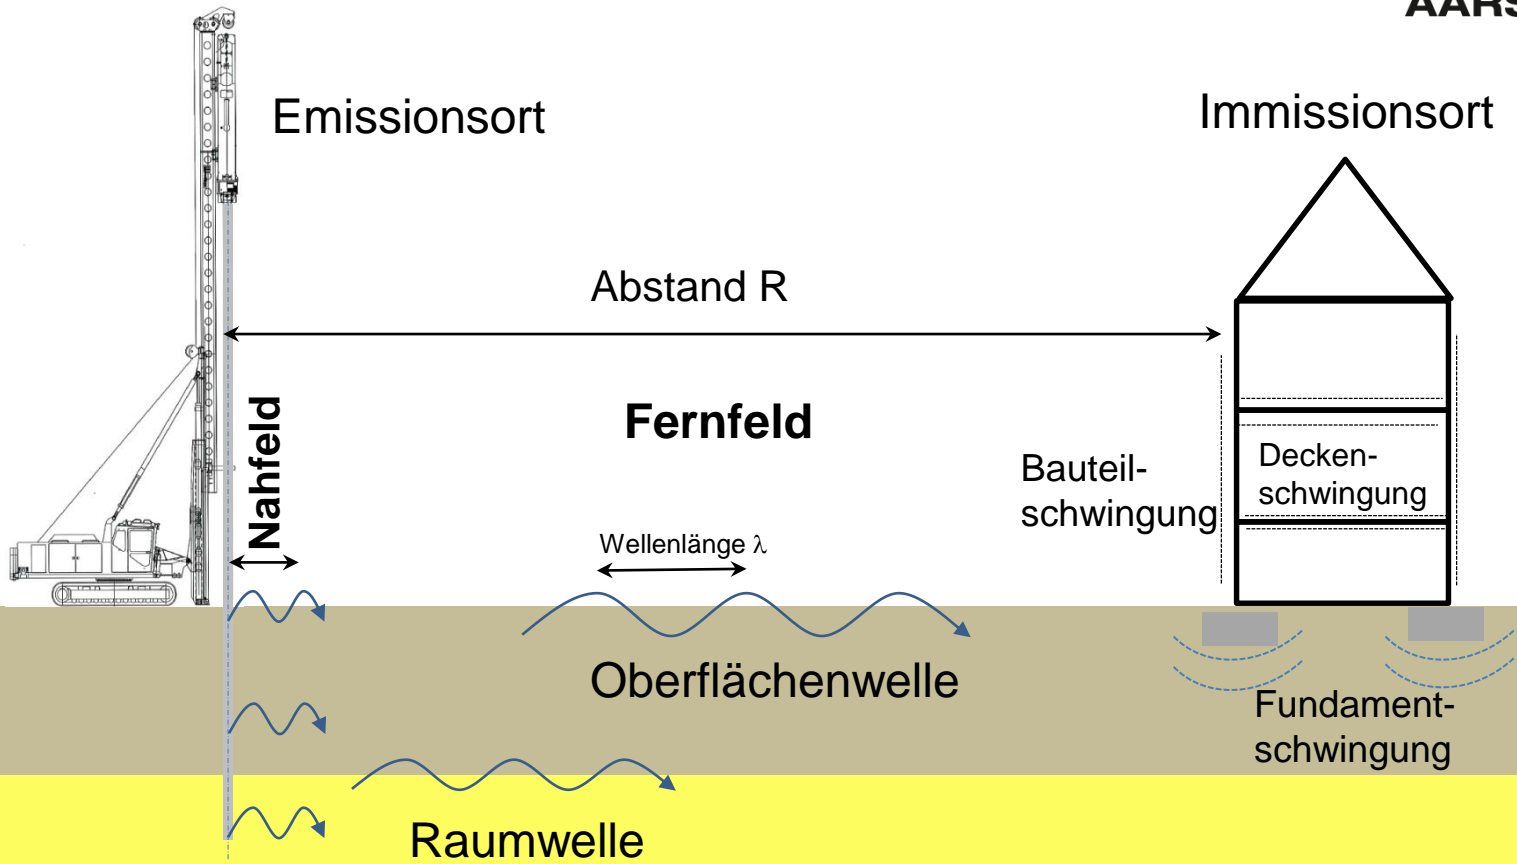 Emissionsort
Immissionsort
Abstand R
Nahfeld
Fernfeld
Bauteil-
schwingung
Decken-
schwingung
Wellenlänge λ
Oberflächenwelle
Fundament-
schwingung
Raumwelle